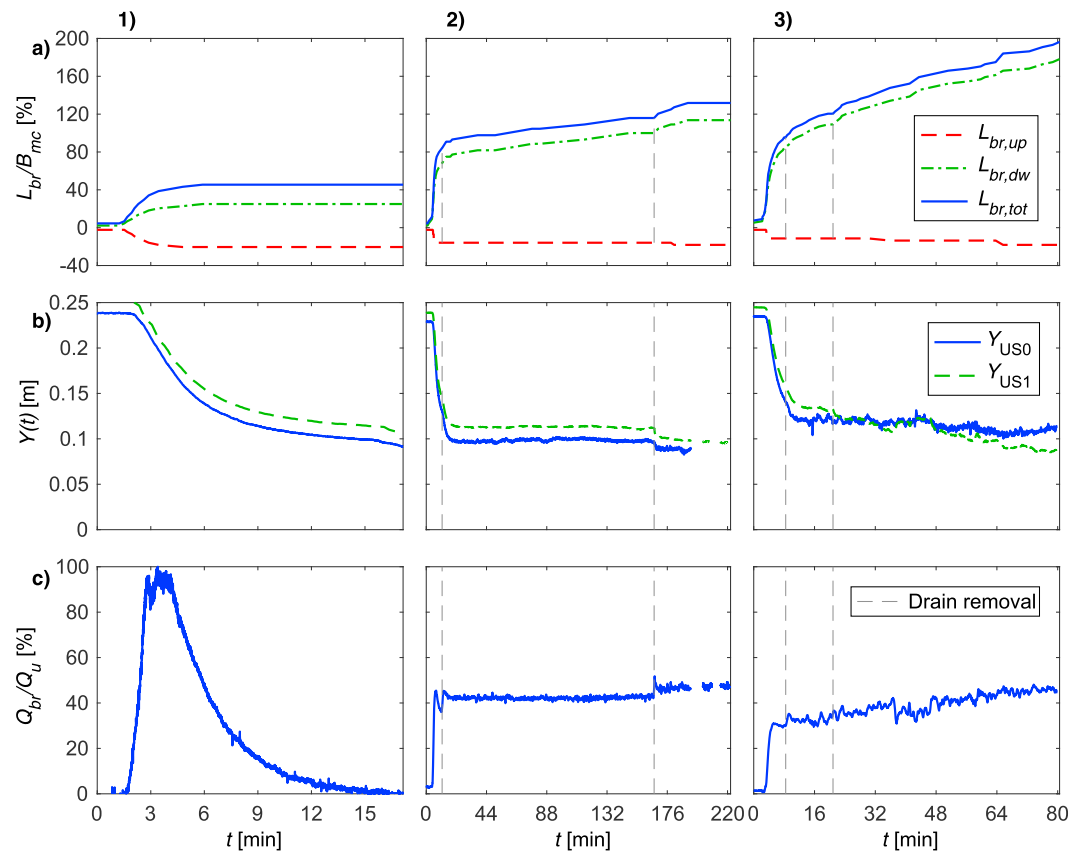 1) 2) 3)
a)
L_br/B_mc [%]
200
160
120
80
40
0
-40
L_br,up
L_br,dw
L_br,tot
b)
Y(t) [m]
0.25
0.2
0.15
0.1
0.05
0
Y_US0
Y_US1
c)
Q_br/Q_u [%]
100
80
60
40
20
0
Drain removal
0 3 6 9 12 15 0 44 88 132 176 220 0 16 32 48 64 80
t [min] t [min] t [min]